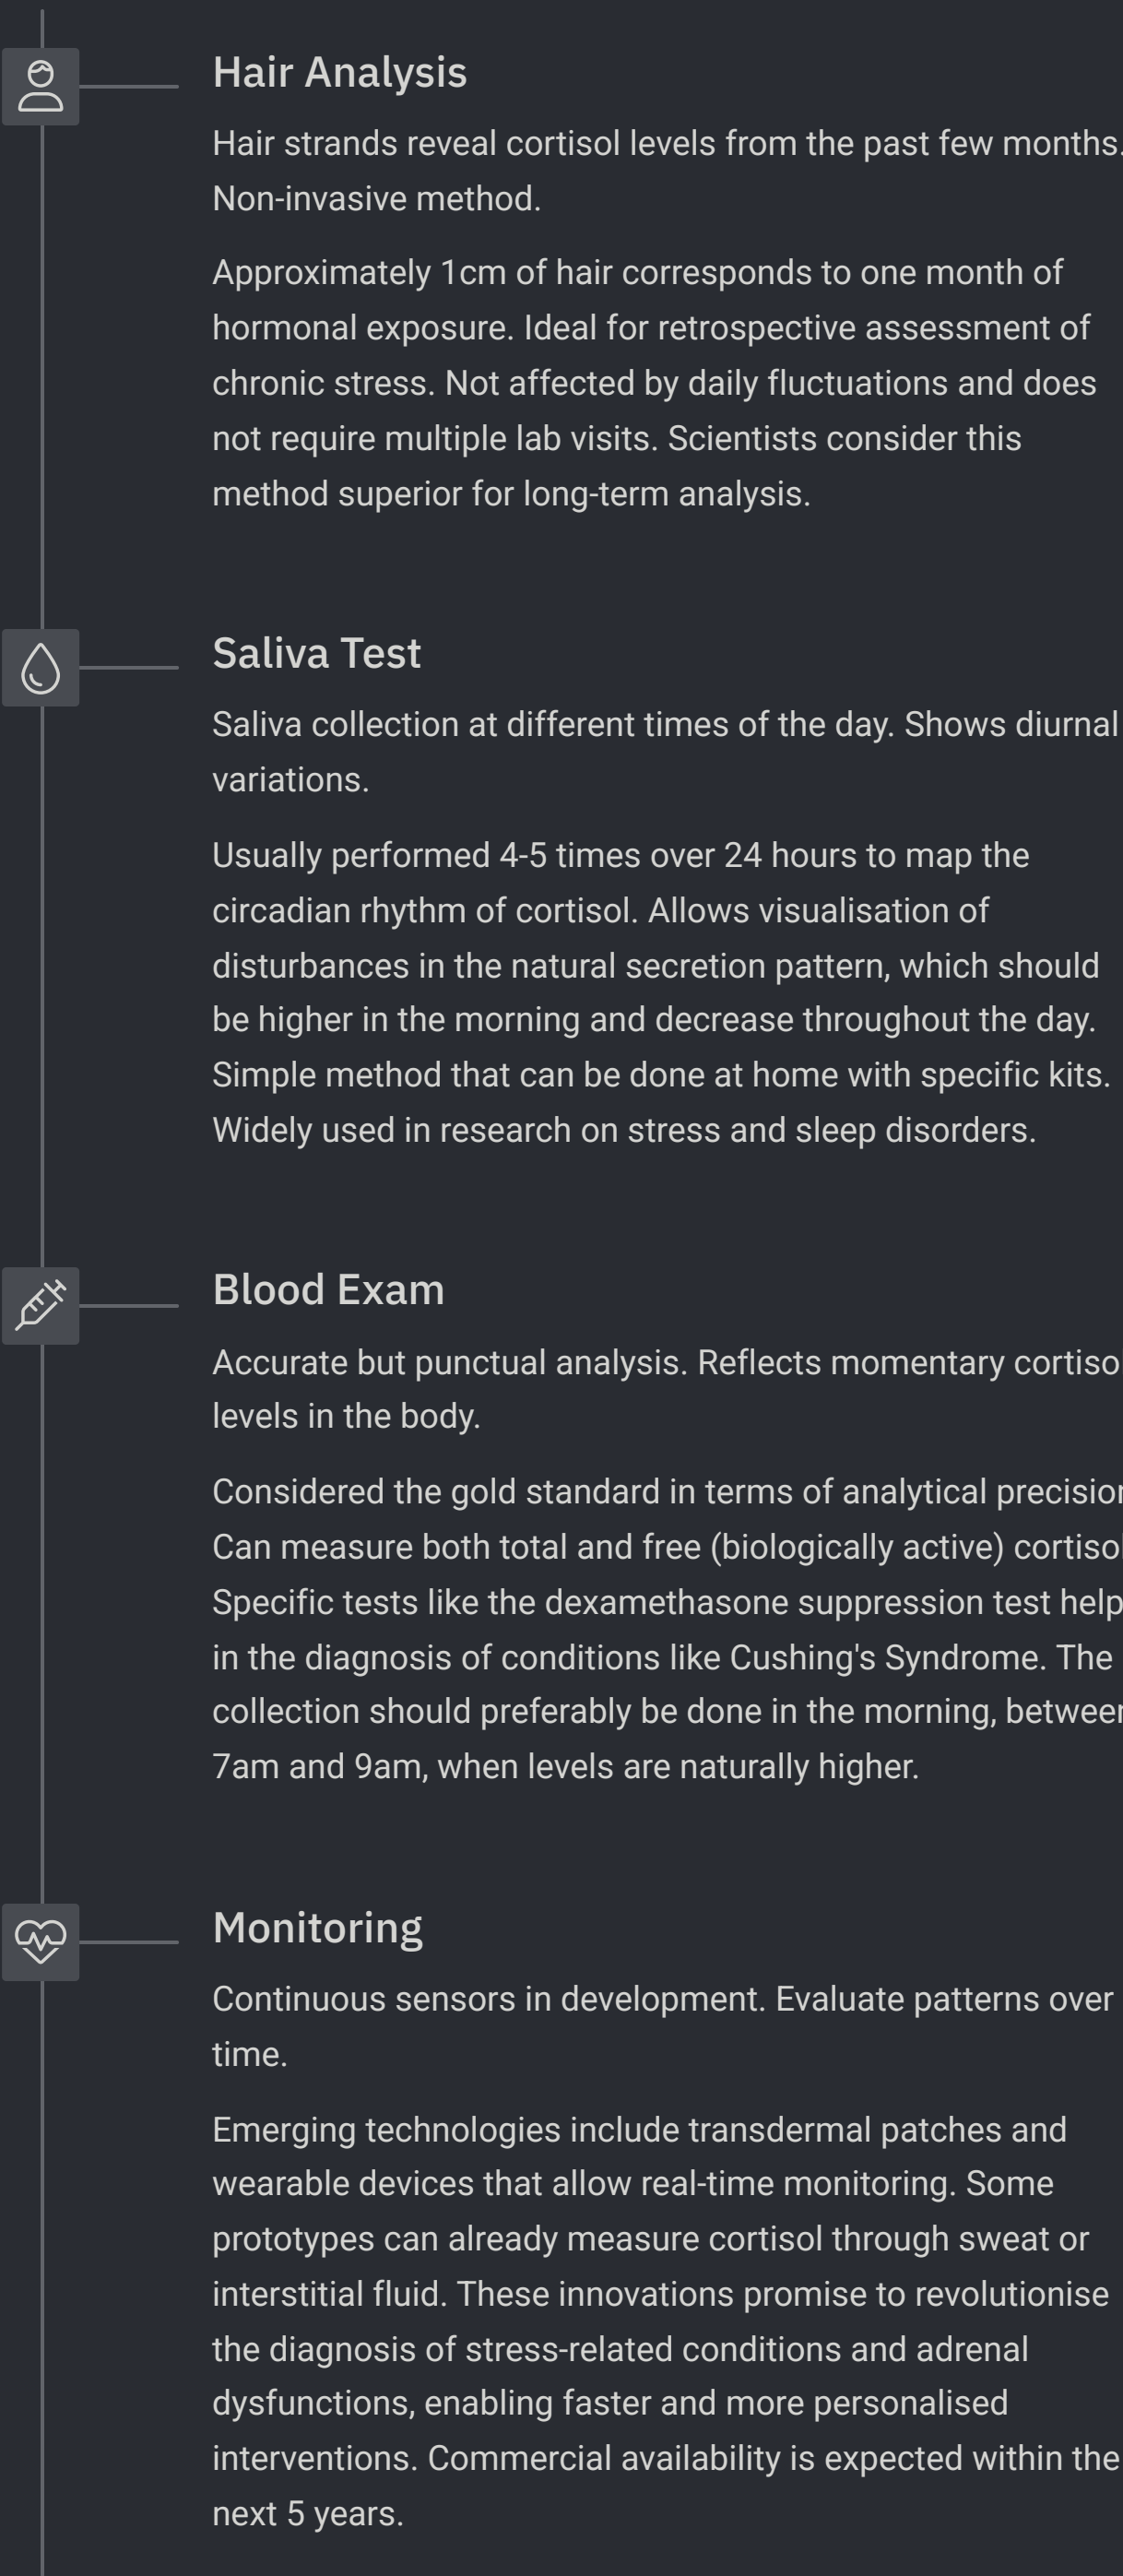 Hair Analysis
Hair strands reveal cortisol levels from the past few months.
Non-invasive method.
Approximately 1cm of hair corresponds to one month of
hormonal exposure. Ideal for retrospective assessment of
chronic stress. Not affected by daily fluctuations and does
not require multiple lab visits. Scientists consider this
method superior for long-term analysis.
Saliva Test
Saliva collection at different times of the day. Shows diurnal
variations.
Usually performed 4-5 times over 24 hours to map the
circadian rhythm of cortisol. Allows visualisation of
disturbances in the natural secretion pattern, which should
be higher in the morning and decrease throughout the day.
Simple method that can be done at home with specific kits.
Widely used in research on stress and sleep disorders.
Blood Exam
Accurate but punctual analysis. Reflects momentary cortiso
levels in the body.
Considered the gold standard in terms of analytical precision
Can measure both total and free (biologically active) cortisol
Specific tests like the dexamethasone suppression test help
in the diagnosis of conditions like Cushing's Syndrome. The
collection should preferably be done in the morning, between
7am and 9am, when levels are naturally higher.
Monitoring
Continuous sensors in development. Evaluate patterns over
time.
Emerging technologies include transdermal patches and
wearable devices that allow real-time monitoring. Some
prototypes can already measure cortisol through sweat or
interstitial fluid. These innovations promise to revolutionise
the diagnosis of stress-related conditions and adrenal
dysfunctions, enabling faster and more personalised
interventions. Commercial availability is expected within the
next 5 years.